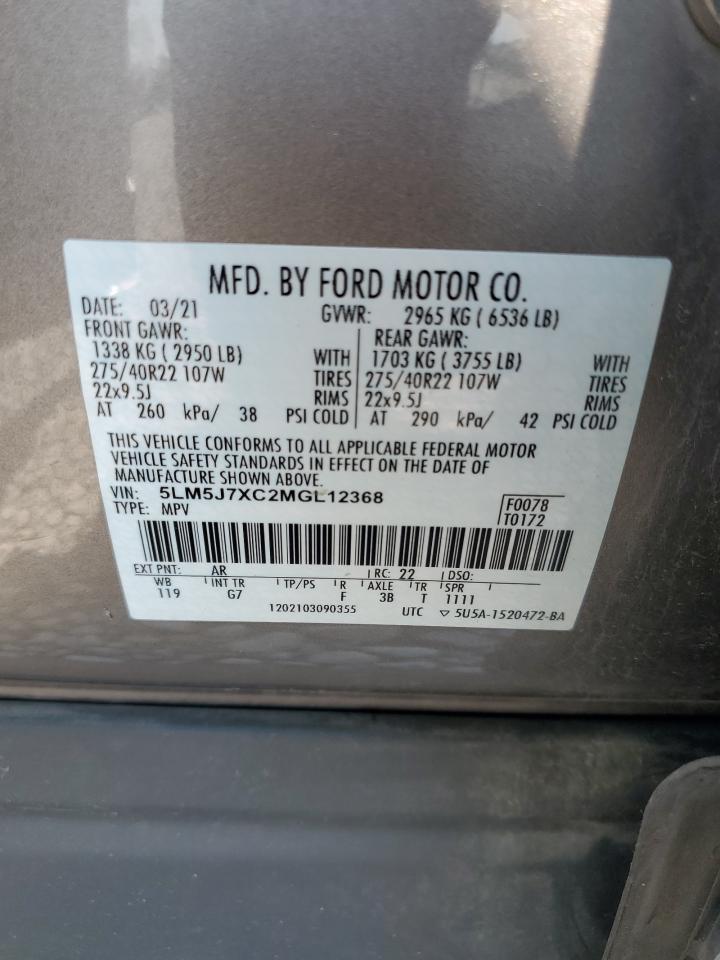 MFD. BY FORD MOTOR CO.
DATE: 03/21 GVWR: 2965 KG ( 6536 LB)
FRONT GAWR: REAR GAWR:
1338 KG ( 2950 LB) WITH 1703 KG ( 3755 LB) WITH
275/40R22 107W TIRES 275/40R22 107W TIRES
22x9.5J RIMS 22x9.5J RIMS
AT 260 kPa/ 38 PSI COLD AT 290 kPa/ 42 PSI COLD
THIS VEHICLE CONFORMS TO ALL APPLICABLE FEDERAL MOTOR
VEHICLE SAFETY STANDARDS IN EFFECT ON THE DATE OF
MANUFACTURE SHOWN ABOVE.
VIN: 5LM5J7XC2MGL12368 F0078
TYPE: MPV T0172
EXT PNT: AR RC: 22 DSO:
WB INT TR TP/PS R AXLE TR SPR
119 G7 F 3B T 1111
1202103090355 UTC ▽ 5U5A-1520472-BA